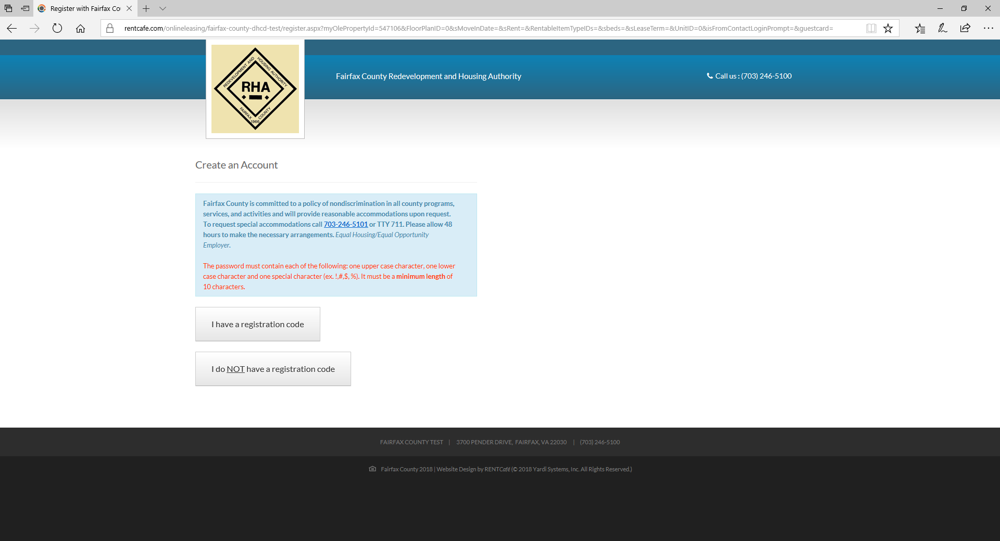 Register with Fairfax Co
rentcafe.com/onlineleasing/fairfax-county-dhcd-test/register.aspx?myOlePropertyId=547106&FloorPlanID=0&sMoveInDate=&sRent=&RentableItemTypeIDs=&sbeds=&sLeaseTerm=&UnitID=0&isFromContactLoginPrompt=&guestcard=
REDEVELOPMENT AND HOUSING AUTHORITY
RHA
FAIRFAX COUNTY
1966
Fairfax County Redevelopment and Housing Authority
Call us : (703) 246-5100
Create an Account
Fairfax County is committed to a policy of nondiscrimination in all county programs,
services, and activities and will provide reasonable accommodations upon request.
To request special accommodations call 703-246-5101 or TTY 711. Please allow 48
hours to make the necessary arrangements. Equal Housing/Equal Opportunity
Employer.
The password must contain each of the following: one upper case character, one lower
case character and one special character (ex. !,#,$, %). It must be a minimum length of
10 characters.
I have a registration code
I do NOT have a registration code
FAIRFAX COUNTY TEST | 3700 PENDER DRIVE, FAIRFAX, VA 22030 | (703) 246-5100
Fairfax County 2018 | Website Design by RENTCafé (© 2018 Yardi Systems, Inc. All Rights Reserved.)